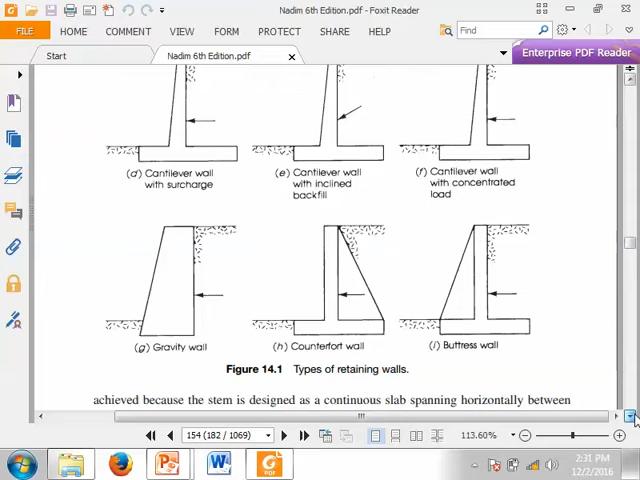 Nadim 6th Edition.pdf - Foxit Reader
FILE HOME COMMENT VIEW FORM PROTECT SHARE HELP Find
Start Nadim 6th Edition.pdf Enterprise PDF Reader
(d) Cantilever wall
with surcharge
(e) Cantilever wall
with inclined
backfill
(f) Cantilever wall
with concentrated
load
(g) Gravity wall
(h) Counterfort wall
(i) Buttress wall
Figure 14.1 Types of retaining walls.
achieved because the stem is designed as a continuous slab spanning horizontally between
154 (182 / 1069) 113.60%
PDF
2:31 PM
12/2/2016